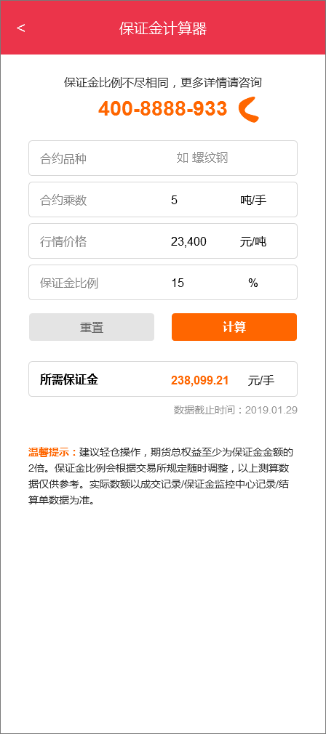 <
保证金计算器
保证金比例不尽相同，更多详情请咨询
400-8888-933
合约品种 如 螺纹钢
合约乘数 5 吨/手
行情价格 23,400 元/吨
保证金比例 15 %
重置 计算
所需保证金 238,099.21 元/手
数据截止时间：2019.01.29
温馨提示：建议轻仓操作，期货总权益至少为保证金金额的
2倍。保证金比例会根据交易所规定随时调整，以上测算数
据仅供参考。实际数额以成交记录/保证金监控中心记录/结
算单数据为准。